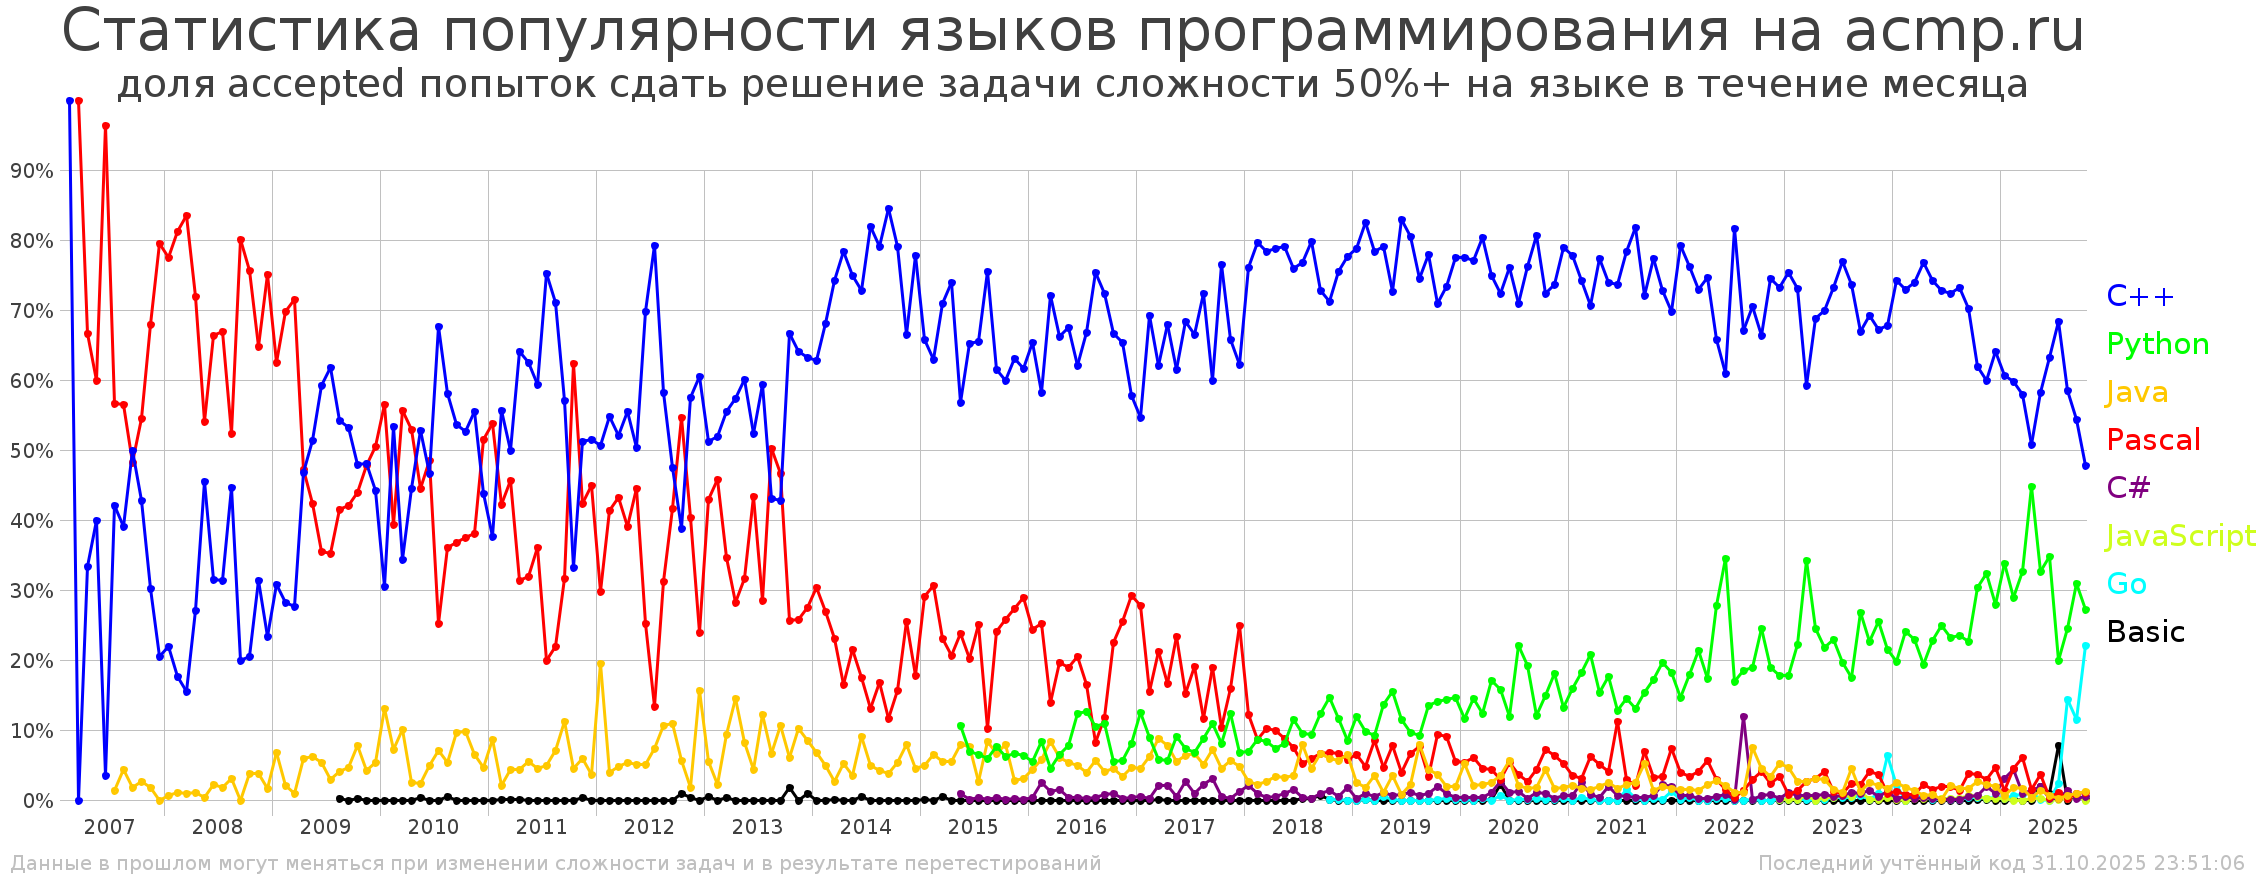 Статистика популярности языков программирования на acmp.ru
доля accepted попыток сдать решение задачи сложности 50%+ на языке в течение месяца
90%
80%
70%
60%
50%
40%
30%
20%
10%
0%
C++
Python
Java
Pascal
C#
JavaScript
Go
Basic
2007 2008 2009 2010 2011 2012 2013 2014 2015 2016 2017 2018 2019 2020 2021 2022 2023 2024 2025
Данные в прошлом могут меняться при изменении сложности задач и в результате перетестирований
Последний учтённый код 31.10.2025 23:51:06